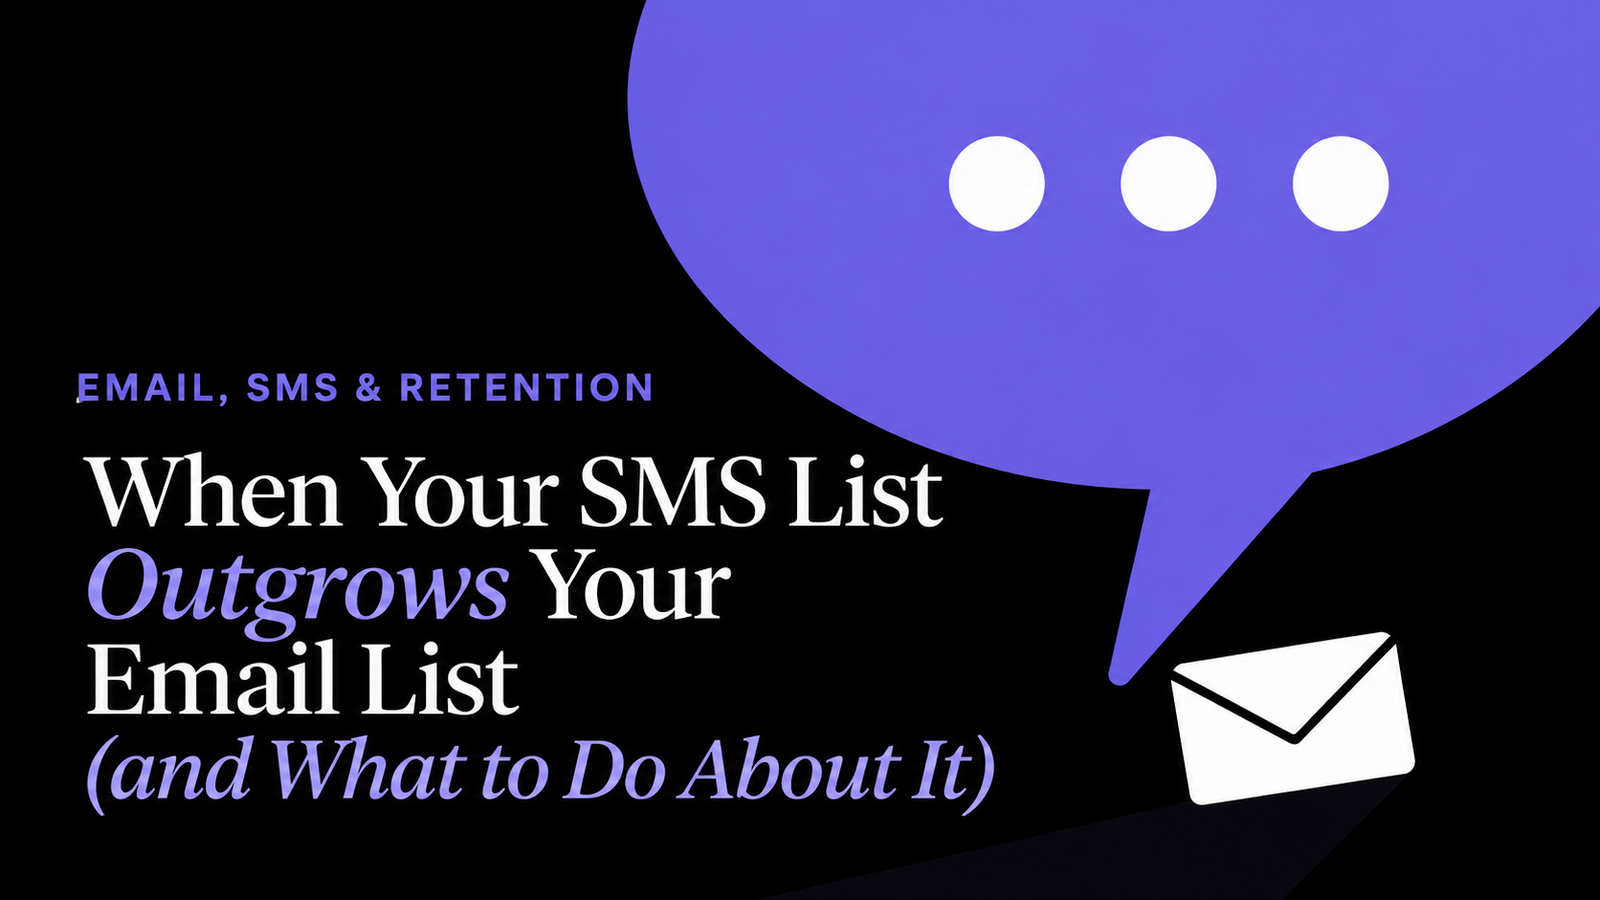 EMAIL, SMS & RETENTION
When Your SMS List
Outgrows Your
Email List
(and What to Do About It)